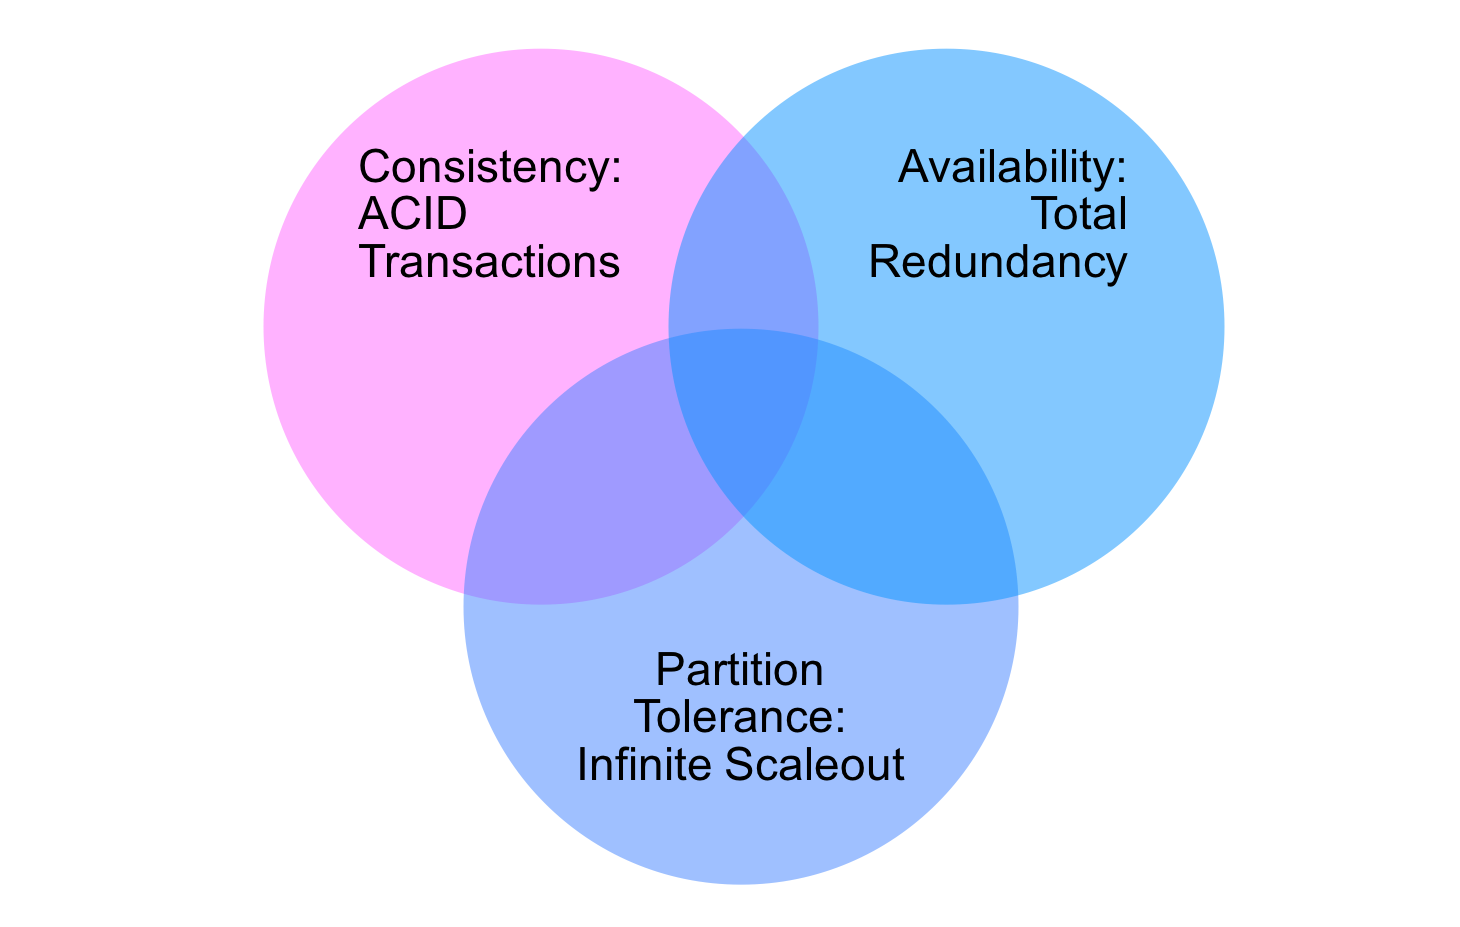 Consistency:
ACID
Transactions
Availability:
Total
Redundancy
Partition
Tolerance:
Infinite Scaleout